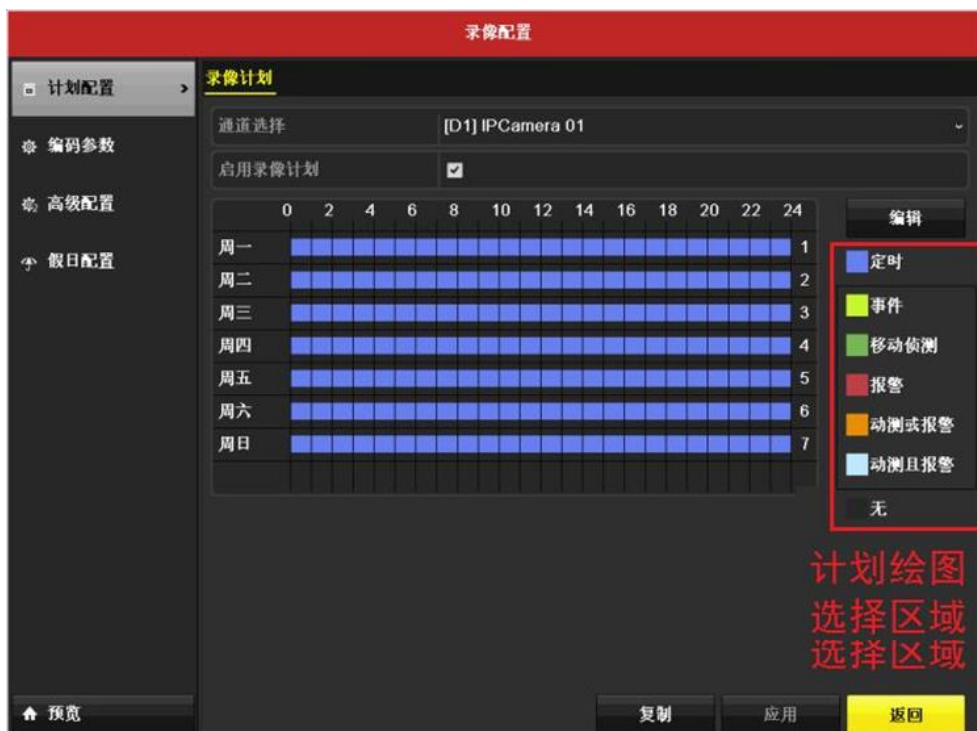 录像配置
计划配置 >
录像计划
通道选择 [D1] IPCamera 01
编码参数
启用录像计划
高级配置
0 2 4 6 8 10 12 14 16 18 20 22 24
编辑
假日配置
周一 1
定时
周二 2
周三 3
事件
周四 4
移动侦测
周五 5
报警
周六 6
动测或报警
周日 7
动测且报警
无
计划绘图
选择区域
选择区域
预览
复制
应用
返回